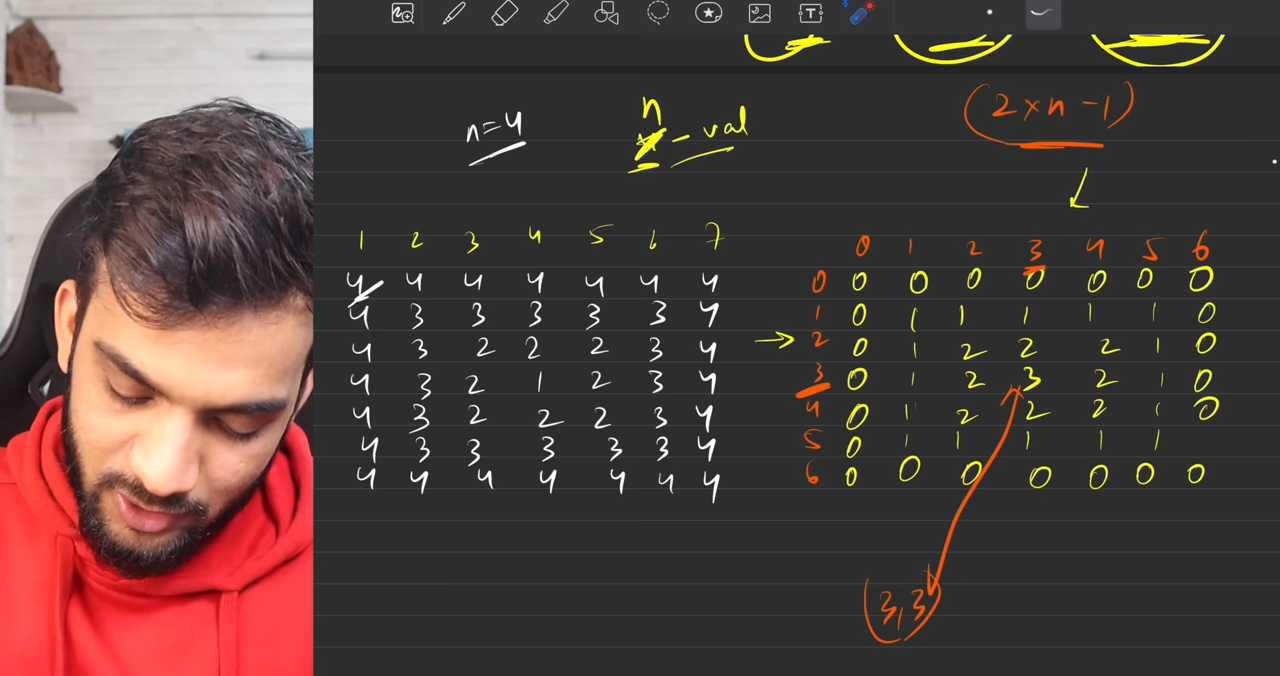 T
n=4
n
- val
(2×n-1)
1 2 3 4 5 6 7
4 4 4 4 4 4 4
4 3 3 3 3 3 4
4 3 2 2 2 3 4
4 3 2 1 2 3 4
4 3 2 2 2 3 4
4 3 3 3 3 3 4
4 4 4 4 4 4 4
0 1 2 3 4 5 6
0 0 0 0 0 0 0 0
1 0 1 1 1 1 1 0
→ 2 0 1 2 2 2 1 0
3 0 1 2 3 2 1 0
4 0 1 2 2 2 1 0
5 0 1 1 1 1 1
6 0 0 0 0 0 0 0
(3,3)